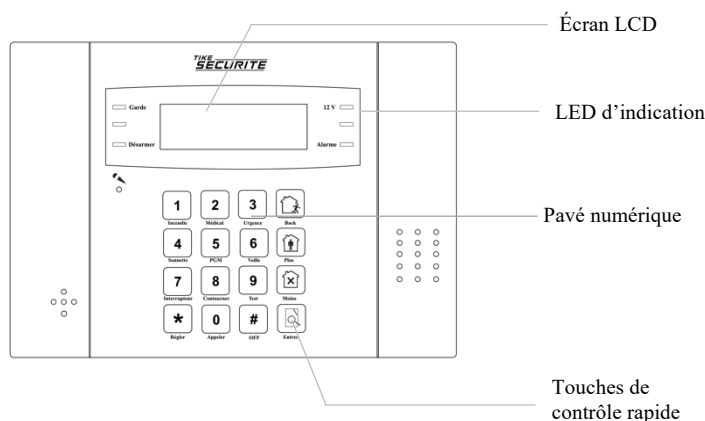 Écran LCD
TIKE
SÉCURITÉ
Garde
12 V
LED d’indication
Désarmer
Alarme
1 2 3
Incendie Médical Urgence Back
Pavé numérique
4 5 6
Sonnette PGM Veille Plus
7 8 9
Interrupteur Contourner Test Moins
* 0 #
Régler Appeler OFF Entrer
Touches de
contrôle rapide